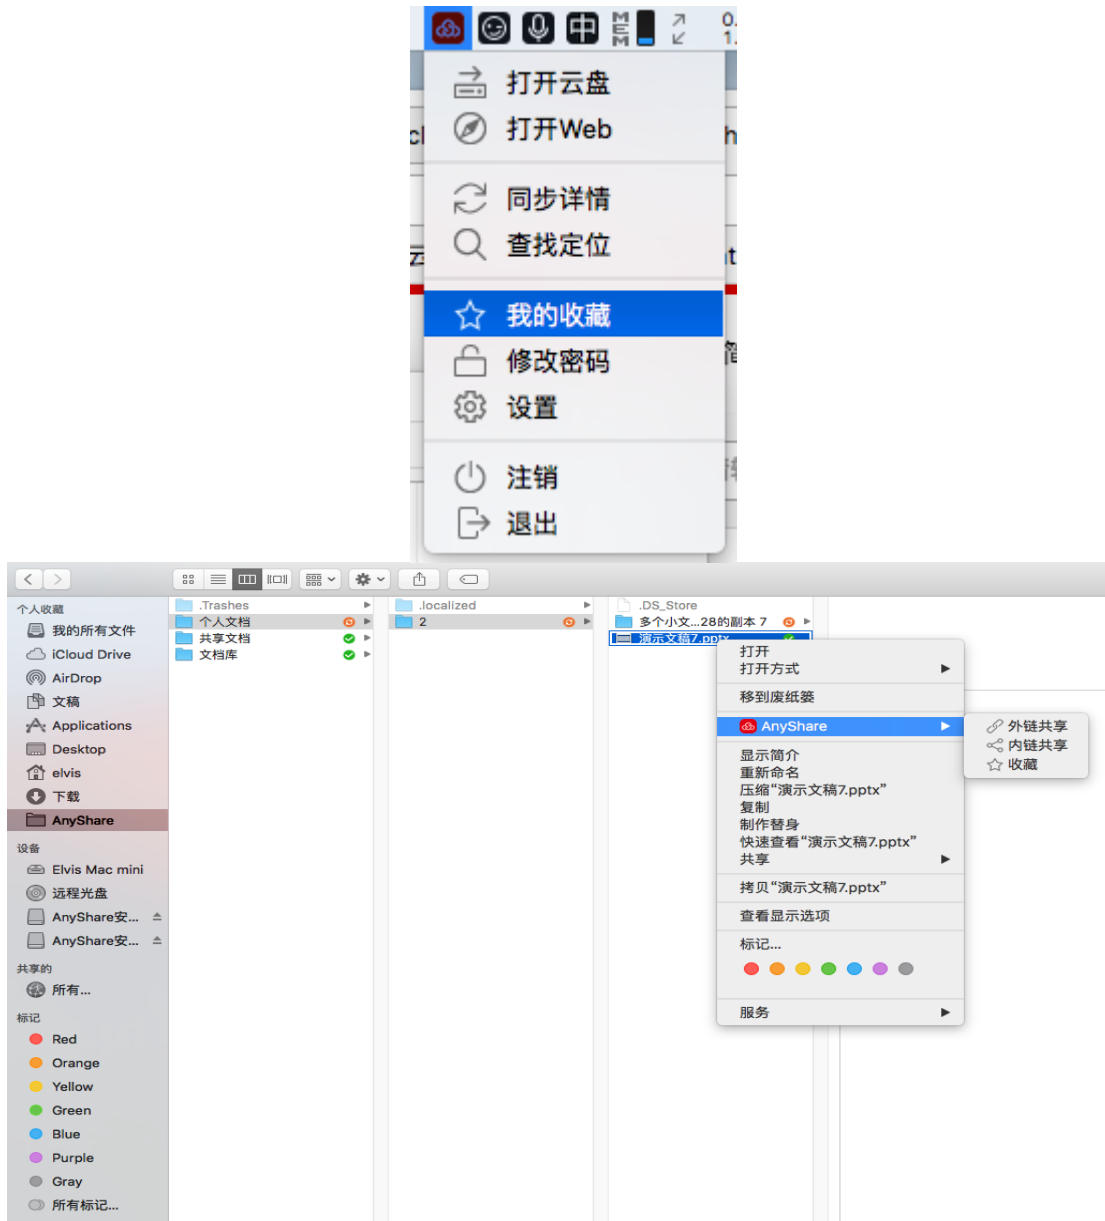 中
MEM
0.
1.
打开云盘
打开Web
同步详情
查找定位
我的收藏
修改密码
设置
注销
退出
个人收藏
我的所有文件
iCloud Drive
AirDrop
文稿
Applications
Desktop
elvis
下载
AnyShare
设备
Elvis Mac mini
远程光盘
AnyShare安...
AnyShare安...
共享的
所有...
标记
Red
Orange
Yellow
Green
Blue
Purple
Gray
所有标记...
.Trashes
个人文档
共享文档
文档库
.localized
2
.DS_Store
多个小文...28的副本 7
演示文稿7.pptx
打开
打开方式
移到废纸篓
AnyShare
显示简介
重新命名
压缩“演示文稿7.pptx”
复制
制作替身
快速查看“演示文稿7.pptx”
共享
拷贝“演示文稿7.pptx”
查看显示选项
标记...
服务
外链共享
内链共享
收藏